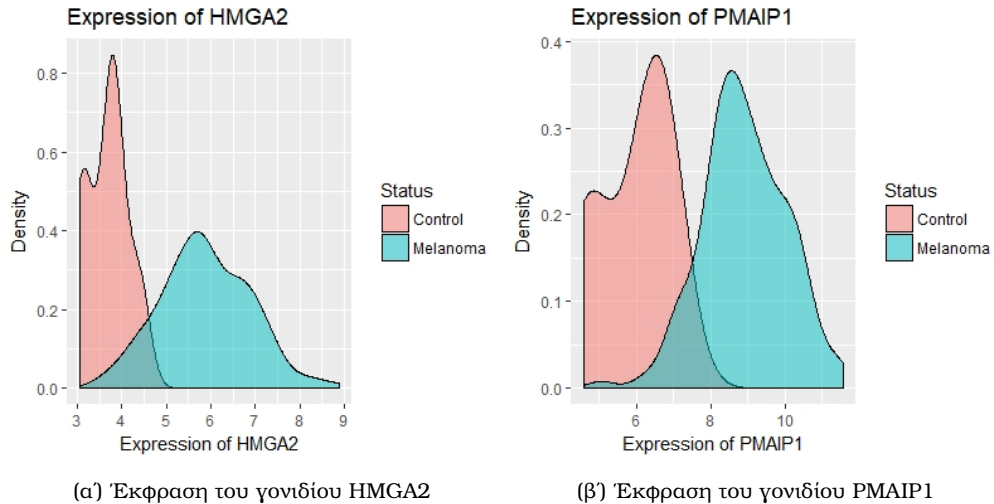 Expression of HMGA2
Density
0.8
0.6
0.4
0.2
0.0
3 4 5 6 7 8 9
Expression of HMGA2
Status
Control
Melanoma
(α΄) Έκφραση του γονιδίου HMGA2
Expression of PMAIP1
Density
0.4
0.3
0.2
0.1
0.0
6 8 10
Expression of PMAIP1
Status
Control
Melanoma
(β΄) Έκφραση του γονιδίου PMAIP1